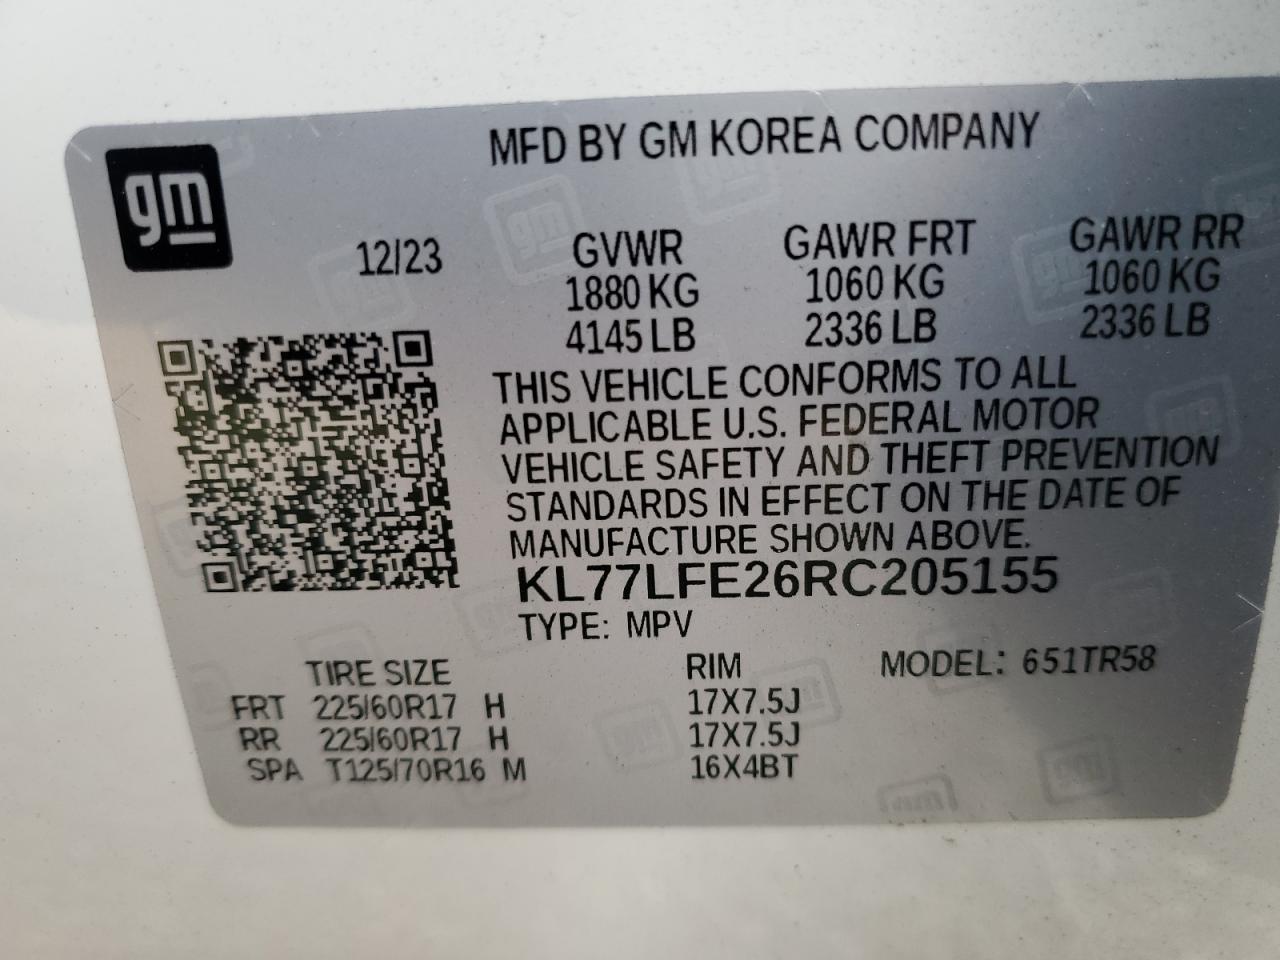 MFD BY GM KOREA COMPANY
gm
12/23 GVWR GAWR FRT GAWR RR
1880 KG 1060 KG 1060 KG
4145 LB 2336 LB 2336 LB
THIS VEHICLE CONFORMS TO ALL
APPLICABLE U.S. FEDERAL MOTOR
VEHICLE SAFETY AND THEFT PREVENTION
STANDARDS IN EFFECT ON THE DATE OF
MANUFACTURE SHOWN ABOVE.
KL77LFE26RC205155
TYPE: MPV
TIRE SIZE RIM MODEL: 651TR58
FRT 225/60R17 H 17X7.5J
RR 225/60R17 H 17X7.5J
SPA T125/70R16 M 16X4BT